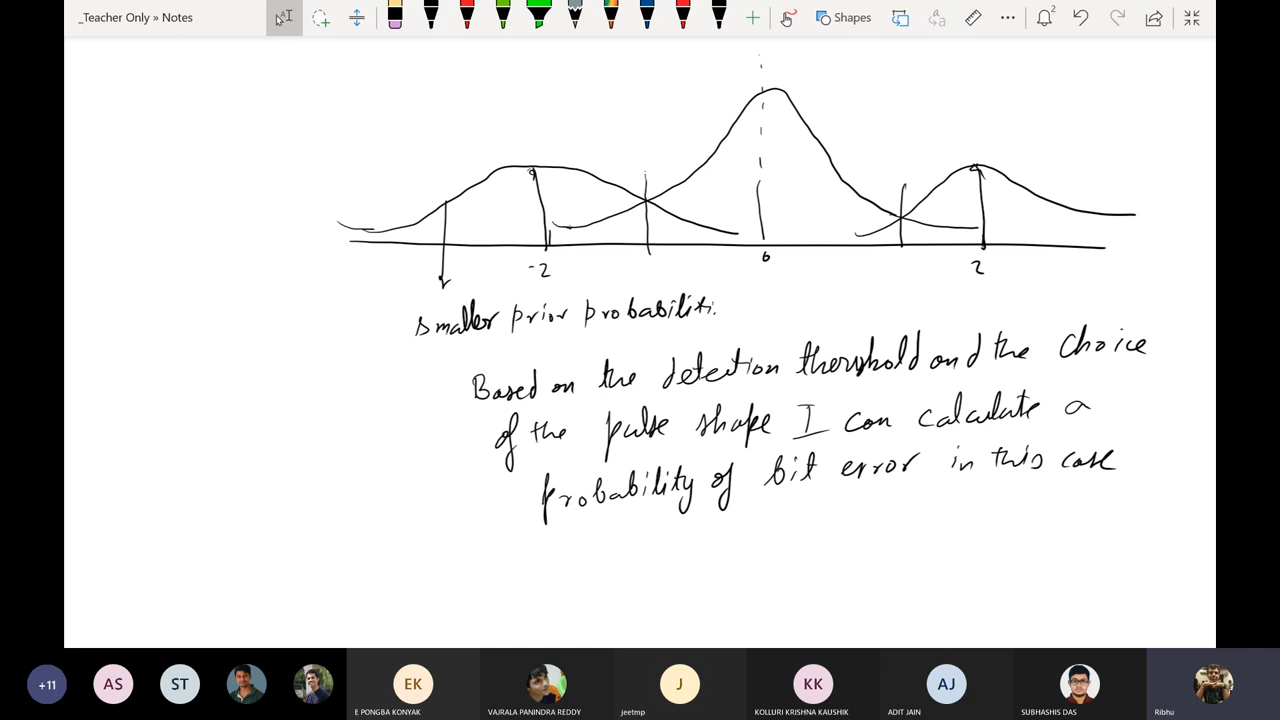 _Teacher Only » Notes
Shapes
2
-2
0
2
smaller prior probabiliti.
Based on the detection thershold and the choice
of the pulse shape I can calculate a
probability of bit error in this case
+11
AS
ST
EK
J
KK
AJ
E PONGBA KONYAK
VAJRALA PANINDRA REDDY
jeetmp
KOLLURI KRISHNA KAUSHIK
ADIT JAIN
SUBHASHIS DAS
Ribhu